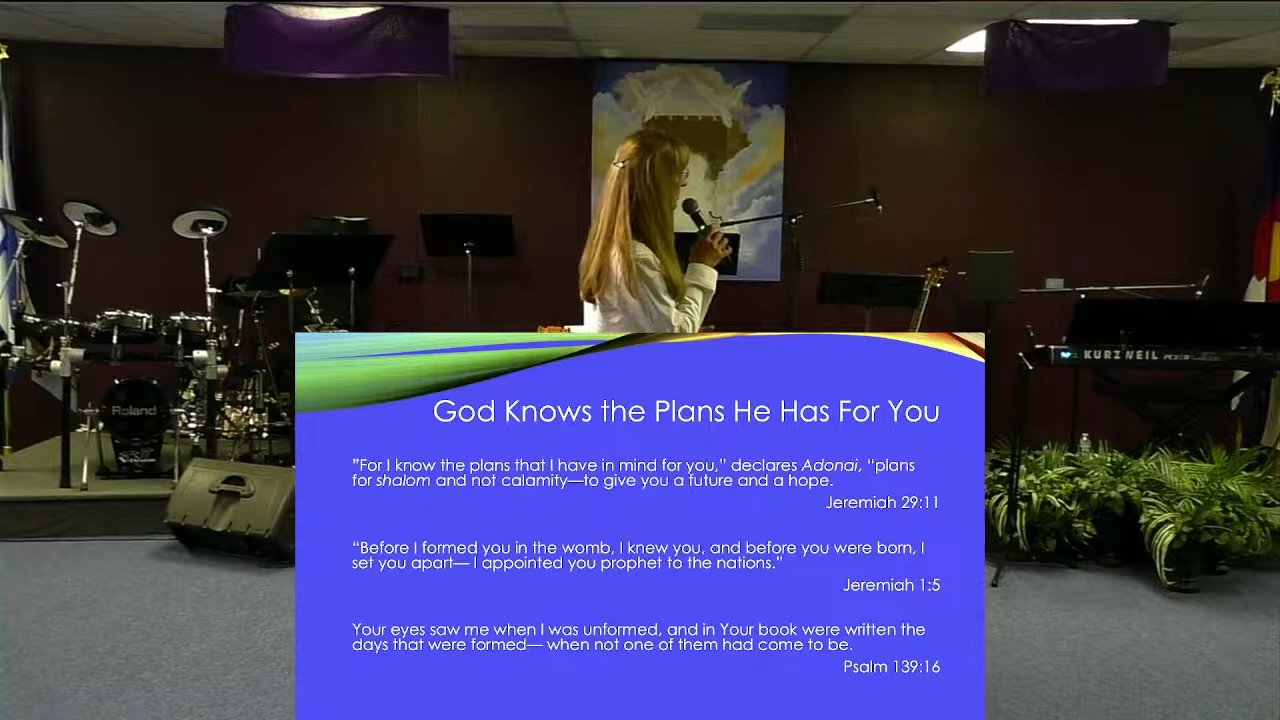 God Knows the Plans He Has For You
"For I know the plans that I have in mind for you," declares Adonai, "plans
for shalom and not calamity—to give you a future and a hope.
Jeremiah 29:11
"Before I formed you in the womb, I knew you, and before you were born, I
set you apart— I appointed you prophet to the nations."
Jeremiah 1:5
Your eyes saw me when I was unformed, and in Your book were written the
days that were formed— when not one of them had come to be.
Psalm 139:16
Roland
KURZWEIL